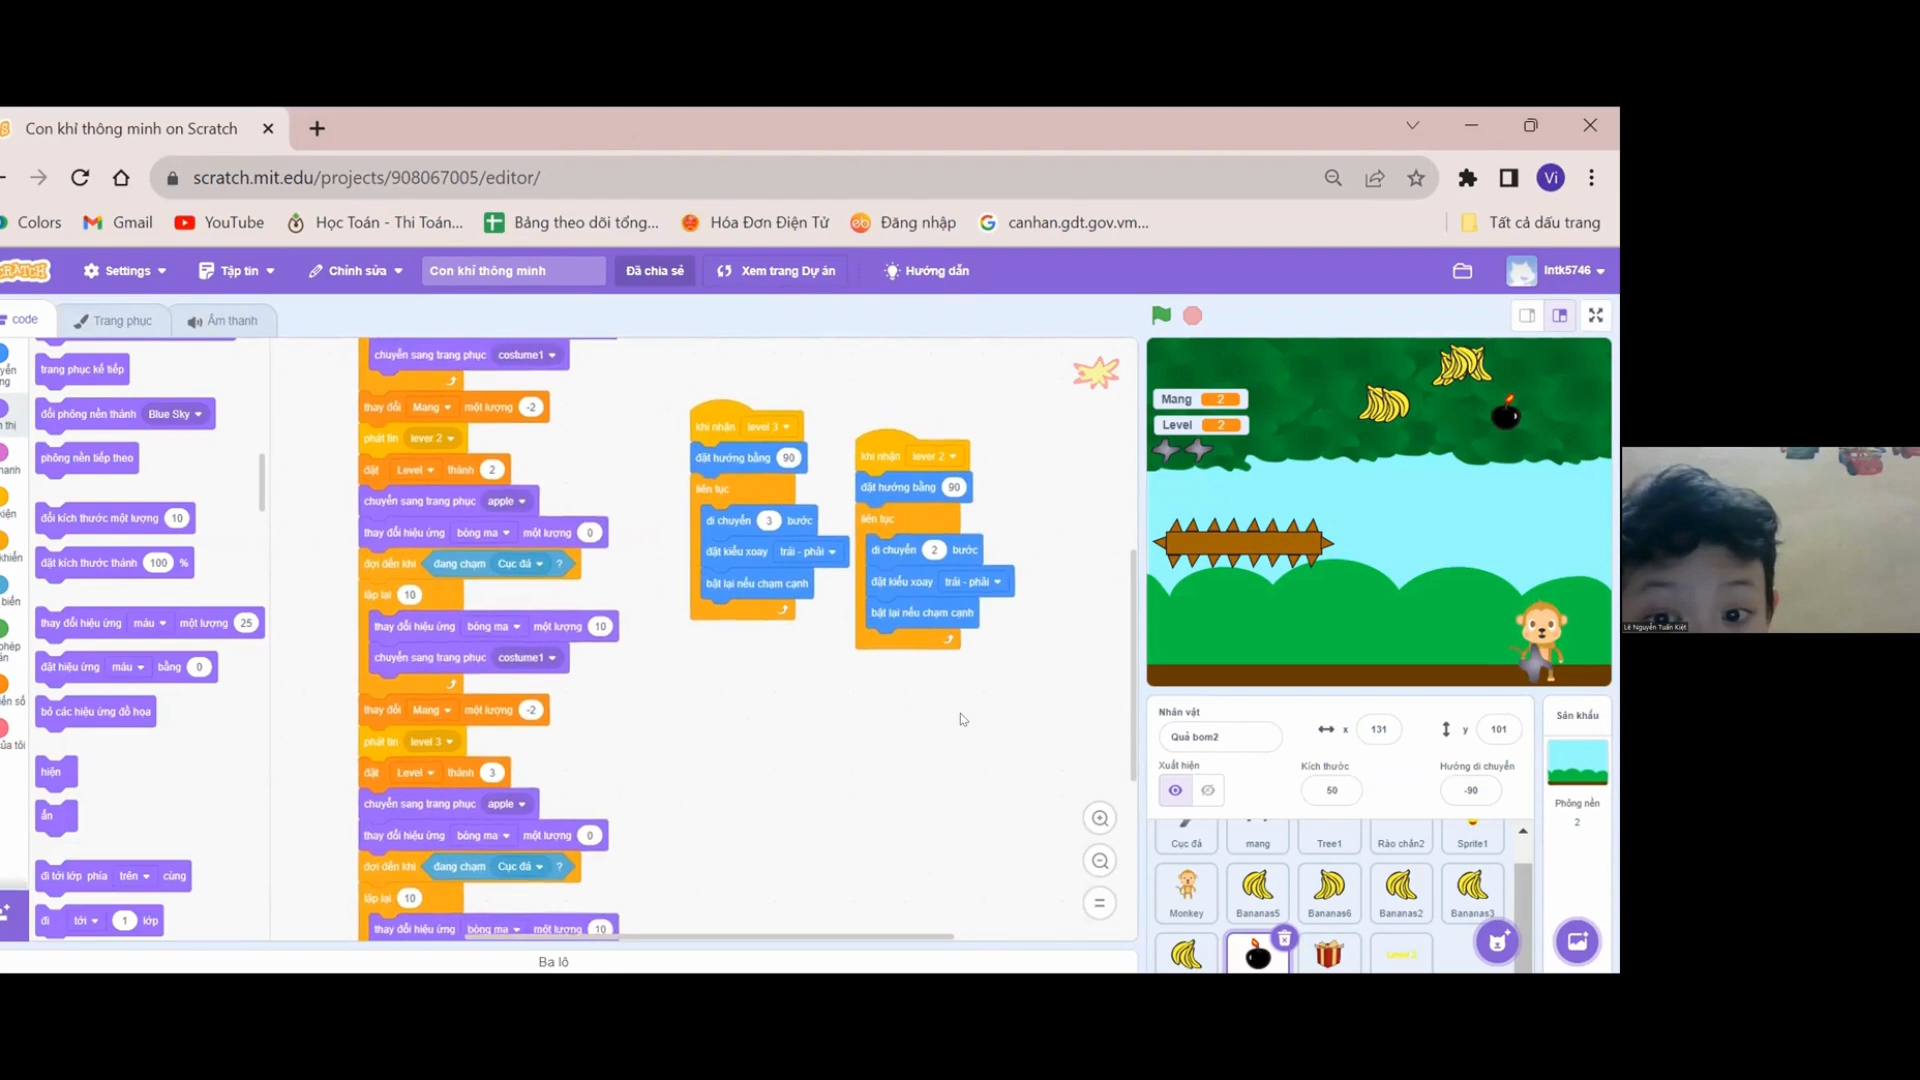 Con khỉ thông minh on Scratch
scratch.mit.edu/projects/908067005/editor/
Vi
Colors
Gmail
YouTube
Học Toán - Thi Toán...
Bảng theo dõi tổng...
Hóa Đơn Điện Tử
Đăng nhập
canhan.gdt.gov.vm...
Tất cả dấu trang
Settings
Tập tin
Chỉnh sửa
Con khỉ thông minh
Đã chia sẻ
Xem trang Dự án
Hướng dẫn
lntk5746
code
Trang phục
Âm thanh
trang phục kế tiếp
đổi phông nền thành Blue Sky
phông nền tiếp theo
đổi kích thước một lượng 10
đặt kích thước thành 100 %
thay đổi hiệu ứng màu một lượng 25
đặt hiệu ứng màu bằng 0
bỏ các hiệu ứng đồ họa
hiện
ẩn
đi tới lớp phía trên cùng
đi tới 1 lớp
chuyển sang trang phục costume1
thay đổi Mang một lượng -2
phát tin lever 2
đặt Level thành 2
chuyển sang trang phục apple
thay đổi hiệu ứng bóng ma một lượng 0
đợi đến khi đang chạm Cục đá ?
lặp lại 10
thay đổi hiệu ứng bóng ma một lượng 10
chuyển sang trang phục costume1
thay đổi Mang một lượng -2
phát tin level 3
đặt Level thành 3
chuyển sang trang phục apple
thay đổi hiệu ứng bóng ma một lượng 0
đợi đến khi đang chạm Cục đá ?
lặp lại 10
thay đổi hiệu ứng bóng ma một lượng 10
khi nhận level 3
đặt hướng bằng 90
liên tục
di chuyển 3 bước
đặt kiểu xoay trái - phải
bật lại nếu chạm cạnh
khi nhận lever 2
đặt hướng bằng 90
liên tục
di chuyển 2 bước
đặt kiểu xoay trái - phải
bật lại nếu chạm cạnh
Ba lô
Mang 2
Level 2
Nhân vật
Quả bom2
x 131
y 101
Xuất hiện
Kích thước
50
Hướng di chuyển
-90
Sân khấu
Phông nền
2
Cục đá
mang
Tree1
Rào chắn2
Sprite1
Monkey
Bananas5
Bananas6
Bananas2
Bananas3
Level 2
Lê Nguyễn Tuấn Kiệt